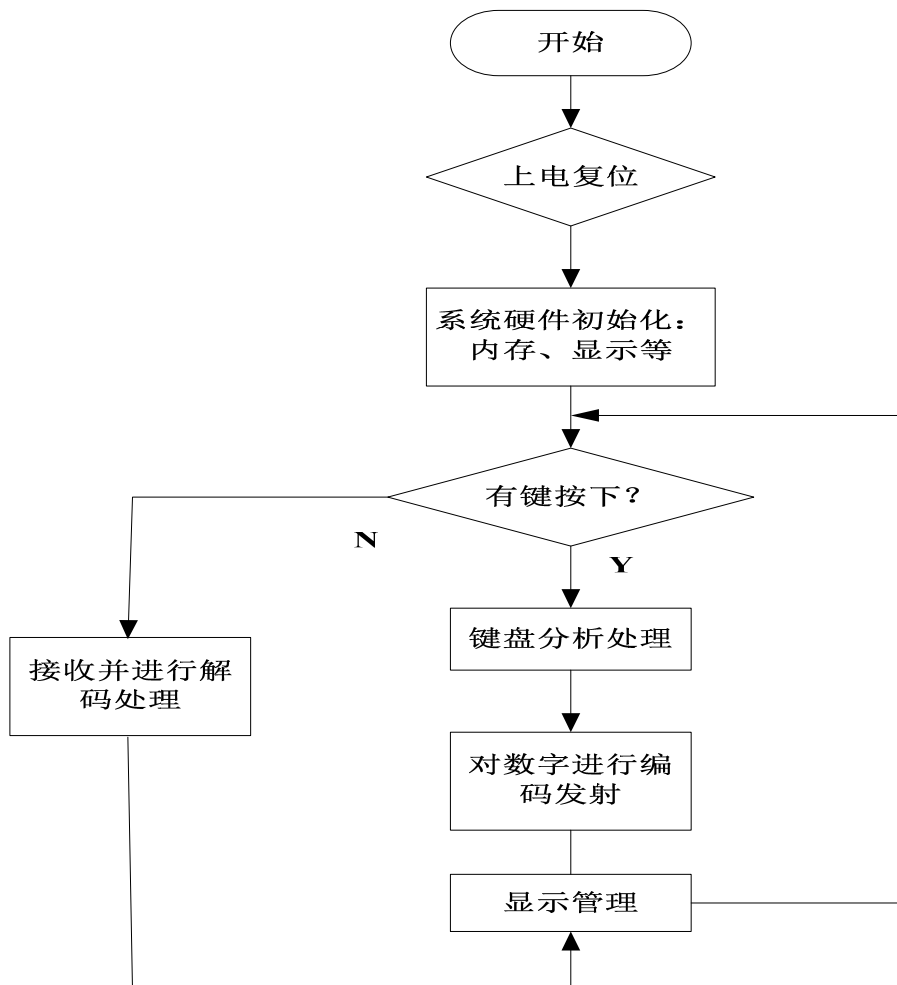 开始
上电复位
系统硬件初始化：
内存、显示等
有键按下？
N
Y
键盘分析处理
接收并进行解
码处理
对数字进行编
码发射
显示管理